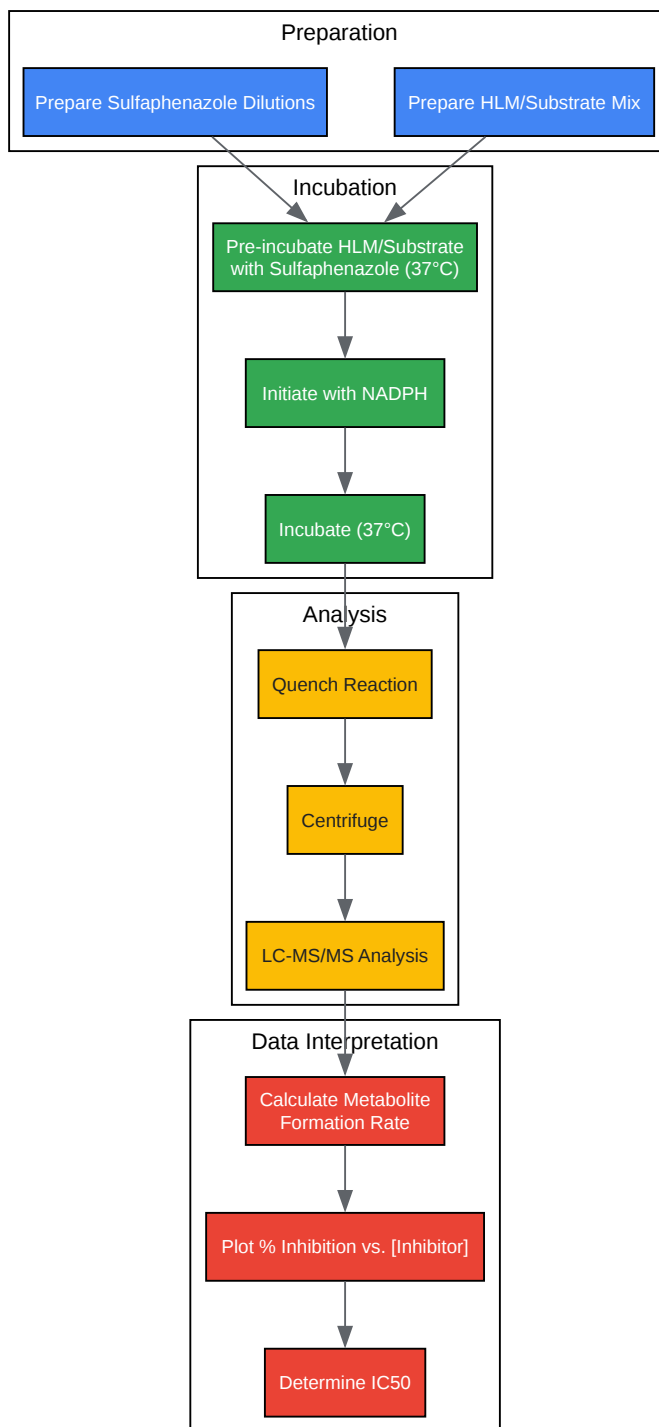 Preparation
Prepare Sulfaphenazole Dilutions
Prepare HLM/Substrate Mix
Incubation
Pre-incubate HLM/Substrate
with Sulfaphenazole (37°C)
Initiate with NADPH
Incubate (37°C)
Analysis
Quench Reaction
Centrifuge
LC-MS/MS Analysis
Data Interpretation
Calculate Metabolite
Formation Rate
Plot % Inhibition vs. [Inhibitor]
Determine IC50